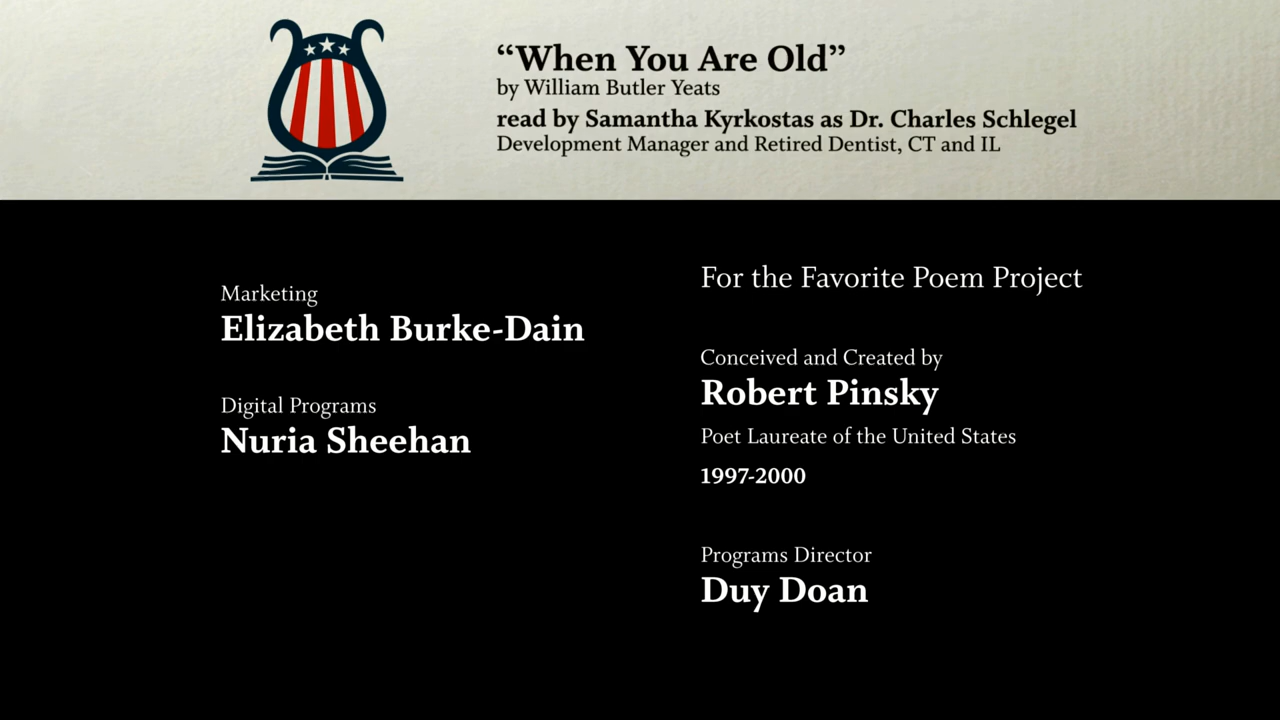 “When You Are Old”
by William Butler Yeats
read by Samantha Kyrkostas as Dr. Charles Schlegel
Development Manager and Retired Dentist, CT and IL
Marketing
Elizabeth Burke-Dain
Digital Programs
Nuria Sheehan
For the Favorite Poem Project
Conceived and Created by
Robert Pinsky
Poet Laureate of the United States
1997-2000
Programs Director
Duy Doan